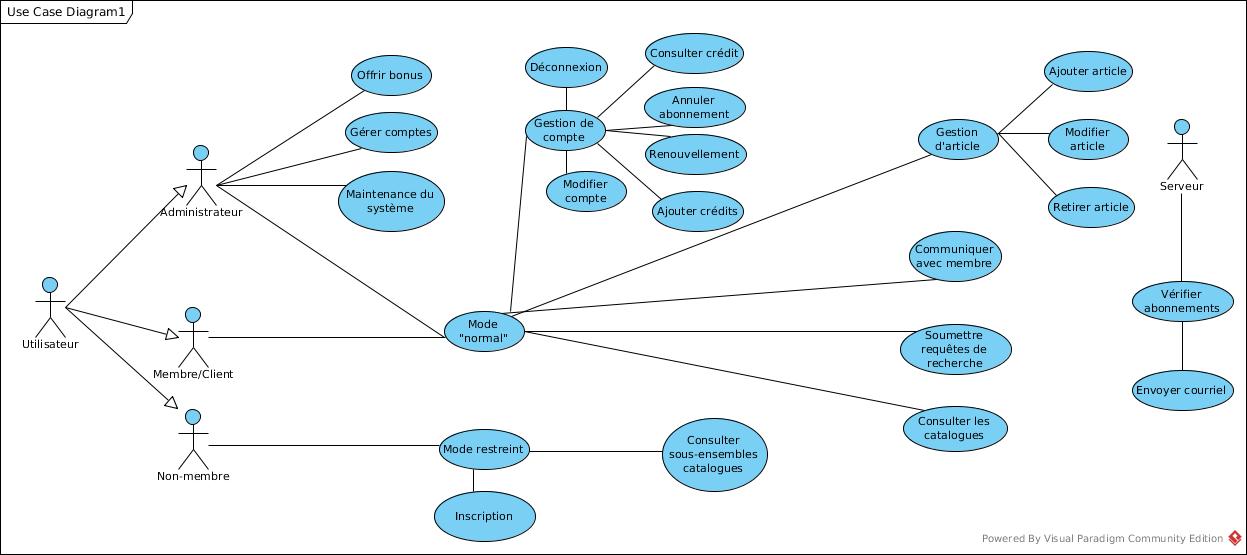 Use Case Diagram1
Offrir bonus
Gérer comptes
Maintenance du
système
Administrateur
Utilisateur
Membre/Client
Non-membre
Déconnexion
Gestion de
compte
Modifier
compte
Consulter crédit
Annuler
abonnement
Renouvellement
Ajouter crédits
Mode
"normal"
Mode restreint
Inscription
Consulter
sous-ensembles
catalogues
Gestion
d'article
Ajouter article
Modifier
article
Retirer article
Communiquer
avec membre
Soumettre
requêtes de
recherche
Consulter les
catalogues
Serveur
Vérifier
abonnements
Envoyer courriel
Powered By Visual Paradigm Community Edition